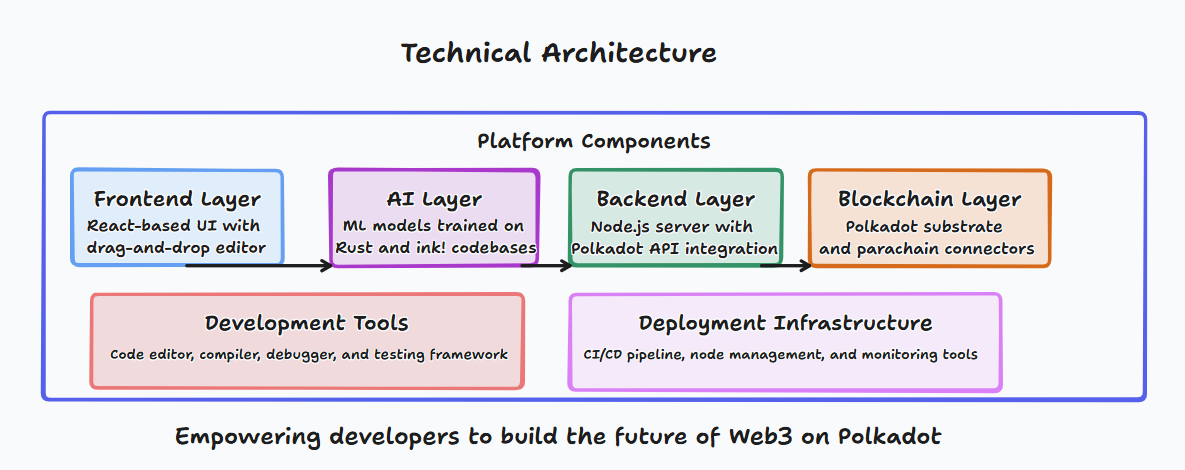 Technical Architecture
Platform Components
Frontend Layer
React-based UI with
drag-and-drop editor
AI Layer
ML models trained on
Rust and ink! codebases
Backend Layer
Node.js server with
Polkadot API integration
Blockchain Layer
Polkadot substrate
and parachain connectors
Development Tools
Code editor, compiler, debugger, and testing framework
Deployment Infrastructure
CI/CD pipeline, node management, and monitoring tools
Empowering developers to build the future of Web3 on Polkadot